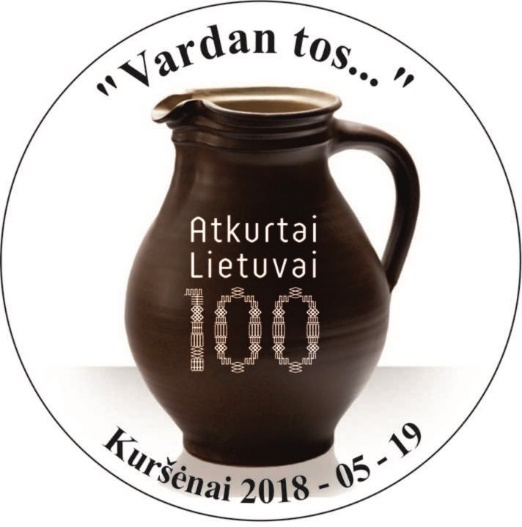 "Vardan tos... "
Atkurtai
Lietuvai
100
Kuršėnai 2018 - 05 - 19